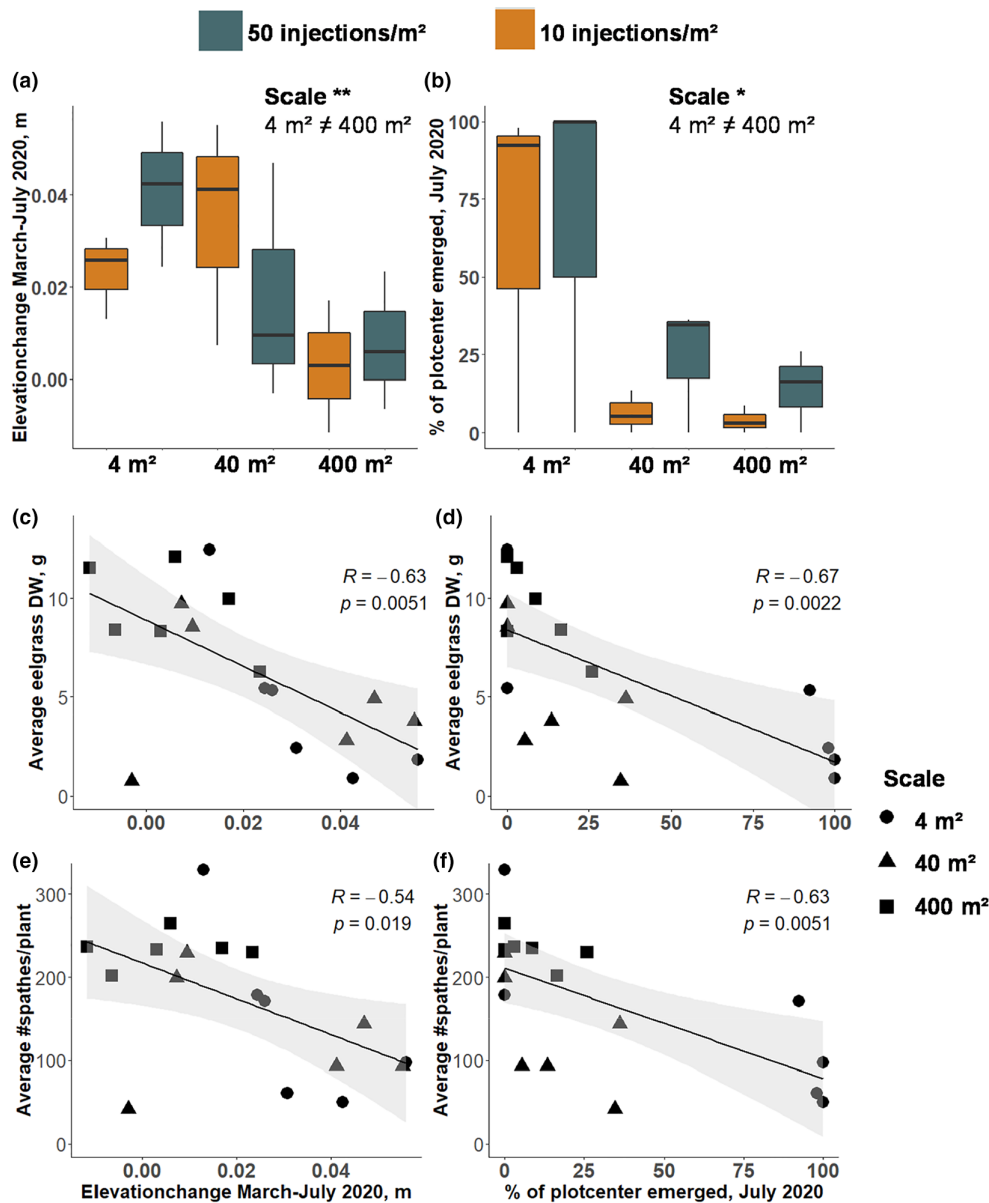 50 injections/m²
10 injections/m²
(a)
Scale **
4 m² ≠ 400 m²
Elevationchange March-July 2020, m
0.04
0.02
0.00
4 m²
40 m²
400 m²
(b)
Scale *
4 m² ≠ 400 m²
% of plotcenter emerged, July 2020
100
75
50
25
0
4 m²
40 m²
400 m²
(c)
R = −0.63
p = 0.0051
Average eelgrass DW, g
10
5
0
0.00
0.02
0.04
(d)
R = −0.67
p = 0.0022
Average eelgrass DW, g
10
5
0
0
25
50
75
100
Scale
4 m²
40 m²
400 m²
(e)
R = −0.54
p = 0.019
Average #spathes/plant
300
200
100
0
0.00
0.02
0.04
Elevationchange March-July 2020, m
(f)
R = −0.63
p = 0.0051
Average #spathes/plant
300
200
100
0
0
25
50
75
100
% of plotcenter emerged, July 2020